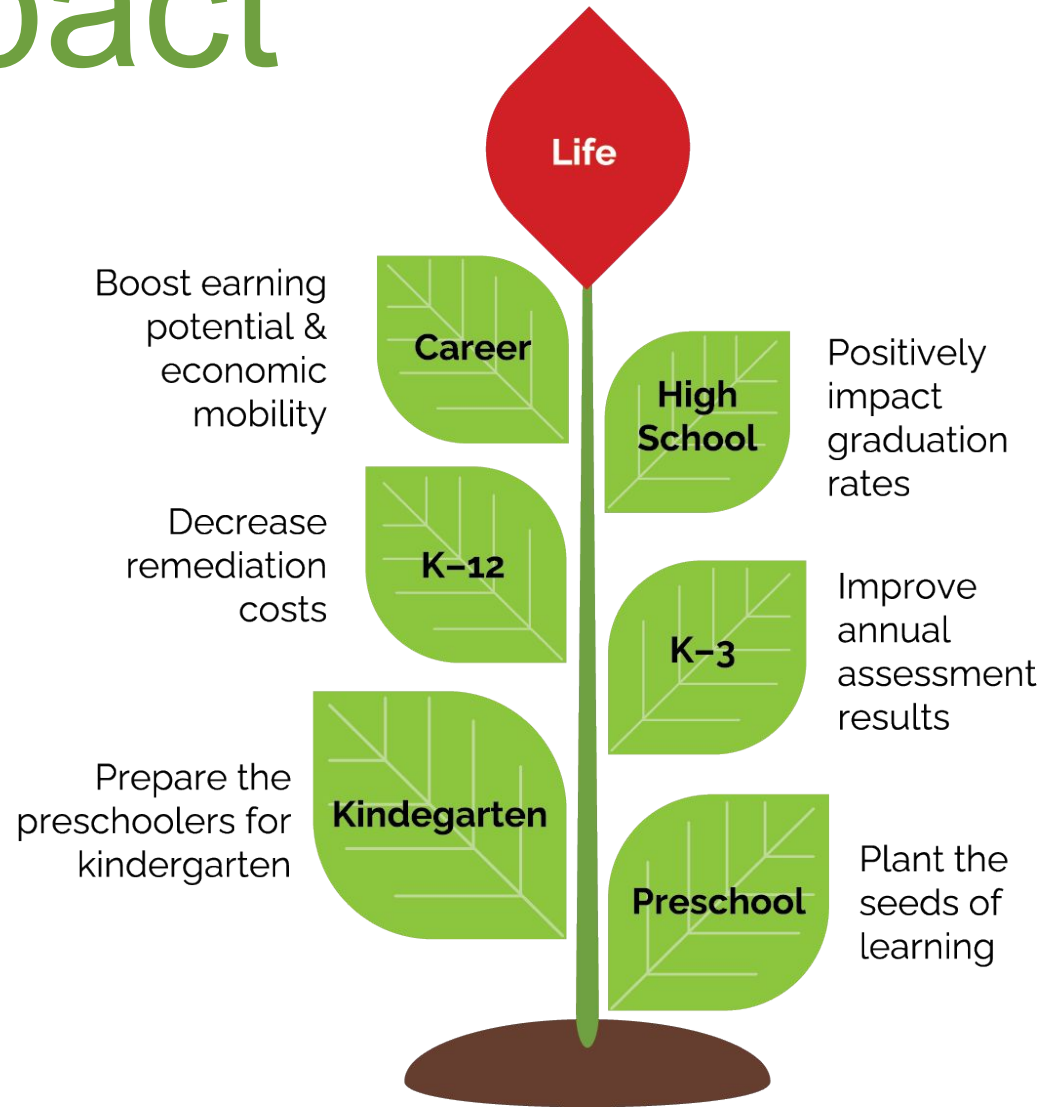 pact
Life
Boost earning
potential &
economic
mobility
Career
High
School
Positively
impact
graduation
rates
Decrease
remediation
costs
K–12
K–3
Improve
annual
assessment
results
Prepare the
preschoolers for
kindergarten
Kindegarten
Preschool
Plant the
seeds of
learning